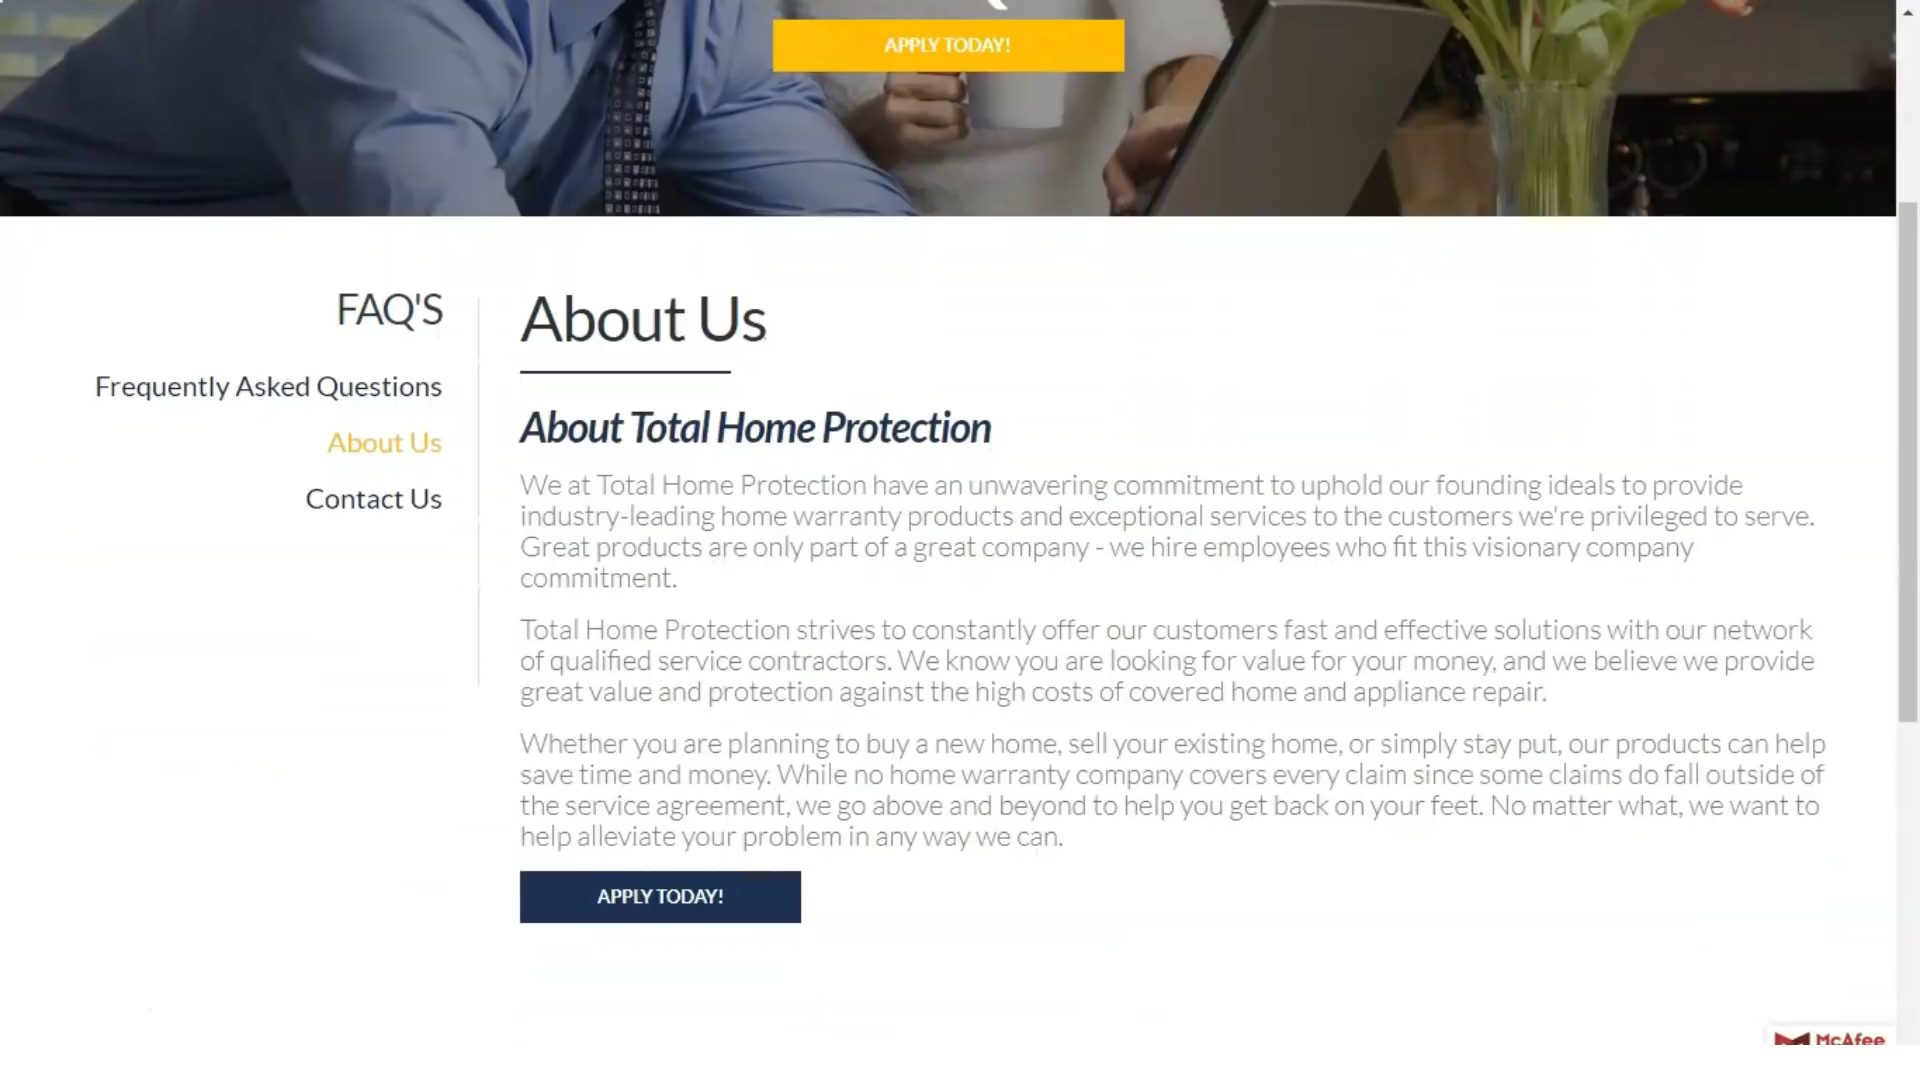 APPLY TODAY!
FAQ'S
Frequently Asked Questions
About Us
Contact Us
About Us
About Total Home Protection
We at Total Home Protection have an unwavering commitment to uphold our founding ideals to provide
industry-leading home warranty products and exceptional services to the customers we're privileged to serve.
Great products are only part of a great company - we hire employees who fit this visionary company
commitment.
Total Home Protection strives to constantly offer our customers fast and effective solutions with our network
of qualified service contractors. We know you are looking for value for your money, and we believe we provide
great value and protection against the high costs of covered home and appliance repair.
Whether you are planning to buy a new home, sell your existing home, or simply stay put, our products can help
save time and money. While no home warranty company covers every claim since some claims do fall outside of
the service agreement, we go above and beyond to help you get back on your feet. No matter what, we want to
help alleviate your problem in any way we can.
APPLY TODAY!
McAfee